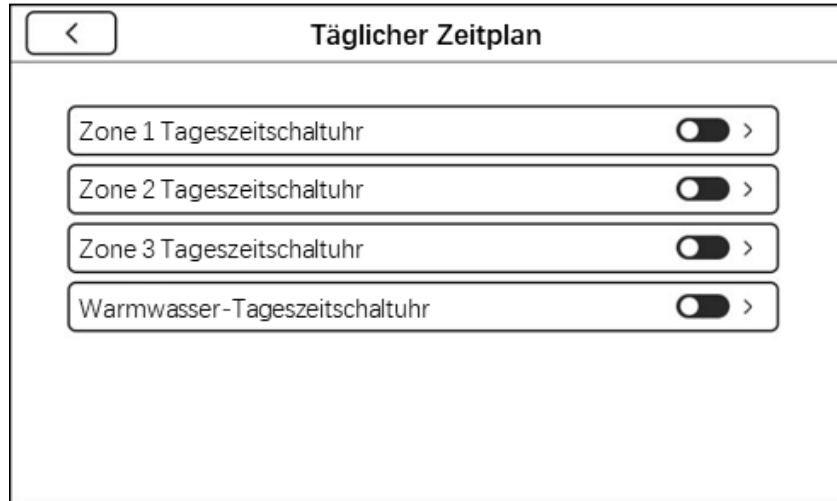 Täglicher Zeitplan
Zone 1 Tageszeitschaltuhr
Zone 2 Tageszeitschaltuhr
Zone 3 Tageszeitschaltuhr
Warmwasser-Tageszeitschaltuhr